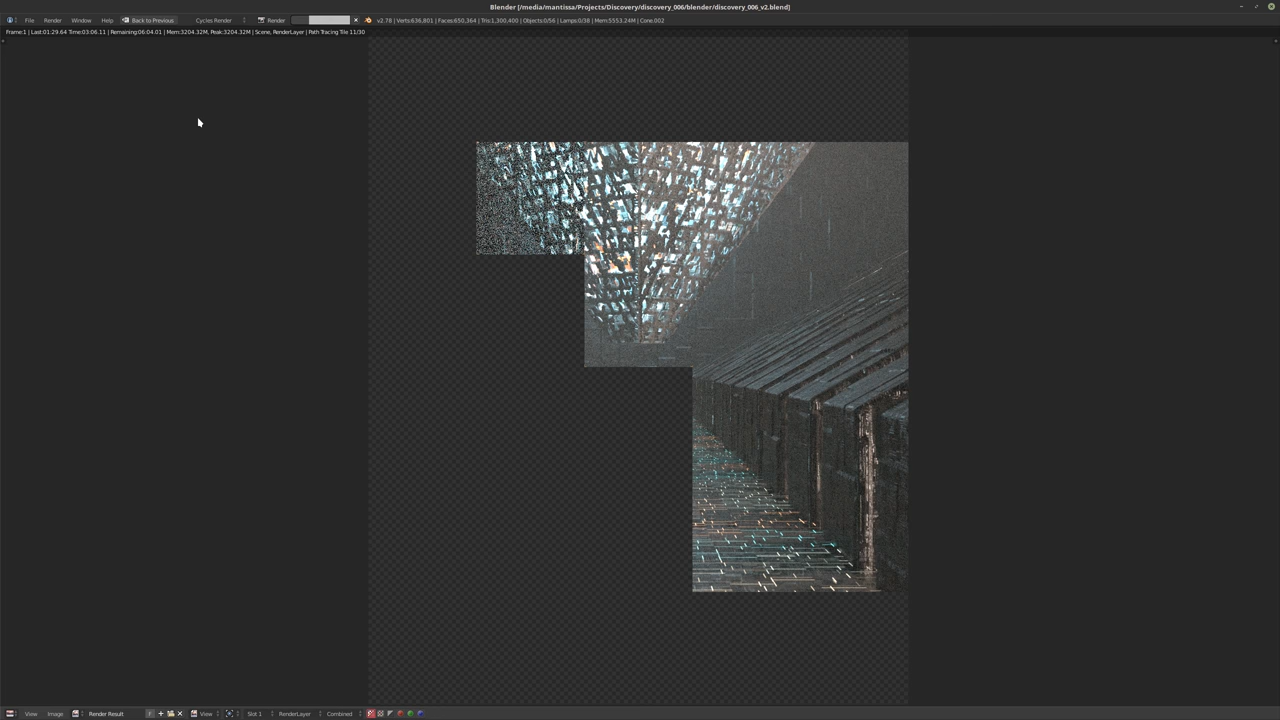 Blender [/media/mantissa/Projects/Discovery/discovery_006/blender/discovery_006_v2.blend]
File Render Window Help Back to Previous Cycles Render Render v2.78 | Verts:636,801 | Faces:650,364 | Tris:1,300,400 | Objects:0/56 | Lamps:0/38 | Mem:5553.24M | Cone.002
Frame:1 | Last:01:29.64 Time:03:06.11 | Remaining:06:04.01 | Mem:3204.32M, Peak:3204.32M | Scene, RenderLayer | Path Tracing Tile 11/30
View Image Render Result F View Slot 1 RenderLayer Combined